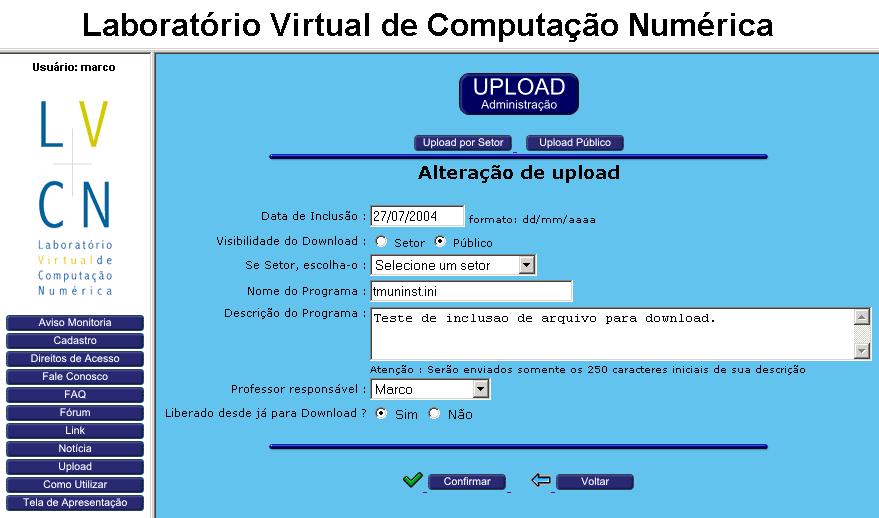 Laboratório Virtual de Computação Numérica
Usuário: marco
L V
C N
Laboratório
Virtual de
Computação
Numérica
Aviso Monitoria
Cadastro
Direitos de Acesso
Fale Conosco
FAQ
Fórum
Link
Notícia
Upload
Como Utilizar
Tela de Apresentação
UPLOAD
Administração
Upload por Setor Upload Público
Alteração de upload
Data de Inclusão : 27/07/2004 formato: dd/mm/aaaa
Visibilidade do Download : Setor Público
Se Setor, escolha-o : Selecione um setor
Nome do Programa : tmuninst.ini
Descrição do Programa : Teste de inclusao de arquivo para download.
Atenção : Serão enviados somente os 250 caracteres iniciais de sua descrição
Professor responsável : Marco
Liberado desde já para Download ? Sim Não
Confirmar Voltar